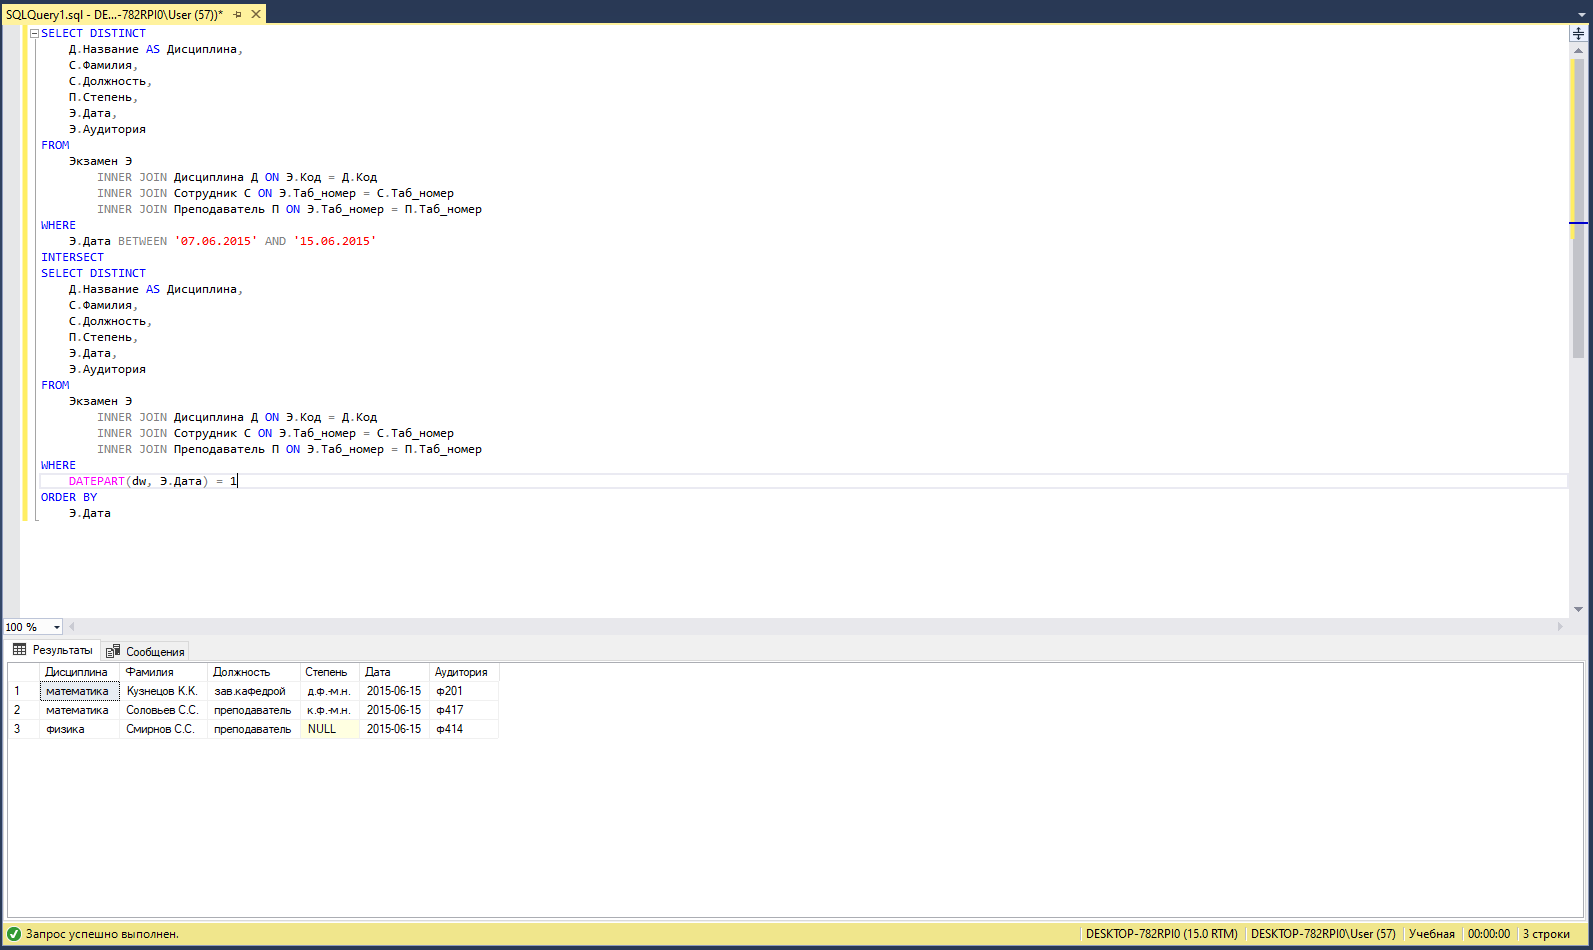 SQLQuery1.sql - DE...-782RPI0\User (57))*
SELECT DISTINCT
Д.Название AS Дисциплина,
С.Фамилия,
С.Должность,
П.Степень,
Э.Дата,
Э.Аудитория
FROM
Экзамен Э
INNER JOIN Дисциплина Д ON Э.Код = Д.Код
INNER JOIN Сотрудник С ON Э.Таб_номер = С.Таб_номер
INNER JOIN Преподаватель П ON Э.Таб_номер = П.Таб_номер
WHERE
Э.Дата BETWEEN '07.06.2015' AND '15.06.2015'
INTERSECT
SELECT DISTINCT
Д.Название AS Дисциплина,
С.Фамилия,
С.Должность,
П.Степень,
Э.Дата,
Э.Аудитория
FROM
Экзамен Э
INNER JOIN Дисциплина Д ON Э.Код = Д.Код
INNER JOIN Сотрудник С ON Э.Таб_номер = С.Таб_номер
INNER JOIN Преподаватель П ON Э.Таб_номер = П.Таб_номер
WHERE
DATEPART(dw, Э.Дата) = 1
ORDER BY
Э.Дата
100 %
Результаты Сообщения
Дисциплина Фамилия Должность Степень Дата Аудитория
1 математика Кузнецов К.К. зав.кафедрой д.ф.-м.н. 2015-06-15 ф201
2 математика Соловьев С.С. преподаватель к.ф.-м.н. 2015-06-15 ф417
3 физика Смирнов С.С. преподаватель NULL 2015-06-15 ф414
Запрос успешно выполнен. DESKTOP-782RPI0 (15.0 RTM) DESKTOP-782RPI0\User (57) Учебная 00:00:00 3 строки